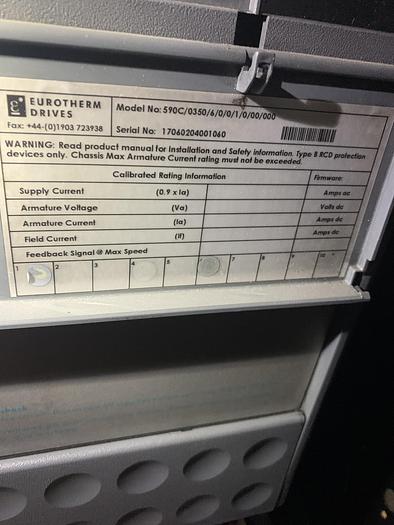 EUROTHERM
DRIVES
Fax: +44-(0)1903 723938
Model No: 590C/0350/6/0/0/1/0/00/000
Serial No: 17060204001060
WARNING: Read product manual for Installation and Safety information. Type B RCD protection
devices only. Chassis Max Armature Current rating must not be exceeded.
Calibrated Rating Information
Firmware:
Supply Current (0.9 x Ia) Amps ac
Armature Voltage (Va) Volts dc
Armature Current (Ia) Amps dc
Field Current (If) Amps dc
Feedback Signal @ Max Speed
1 2 3 4 5 6 7 8 9 10